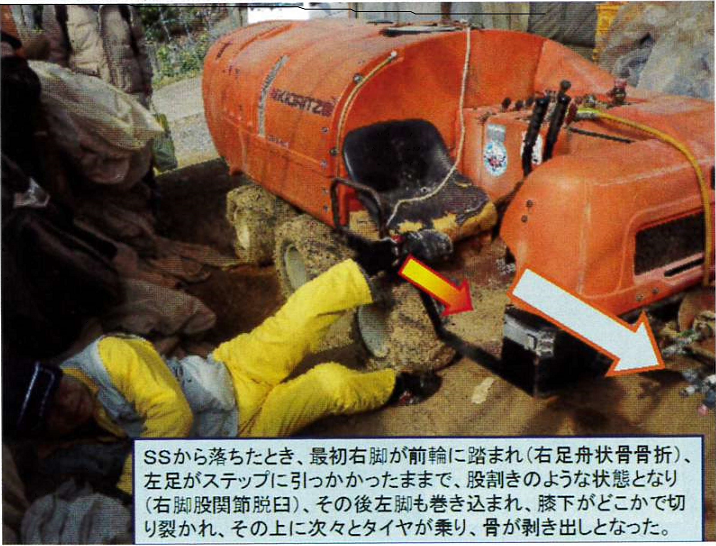 KIORITZ
SSから落ちたとき、最初右脚が前輪に踏まれ(右足舟状骨骨折)、
左足がステップに引っかかったままで、股割きのような状態となり
(右脚股関節脱臼)、その後左脚も巻き込まれ、膝下がどこかで切
り裂かれ、その上に次々とタイヤが乗り、骨が剥き出しとなった。